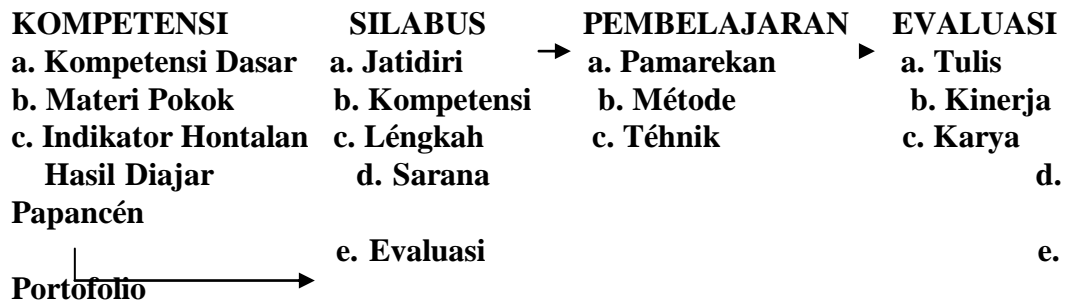 KOMPETENSI SILABUS PEMBELAJARAN EVALUASI
a. Kompetensi Dasar a. Jatidiri a. Pamarekan a. Tulis
b. Materi Pokok b. Kompetensi b. Métode b. Kinerja
c. Indikator Hontalan c. Léngkah c. Téhnik c. Karya
Hasil Diajar d. Sarana d.
Papancén
e. Evaluasi e.
Portofolio